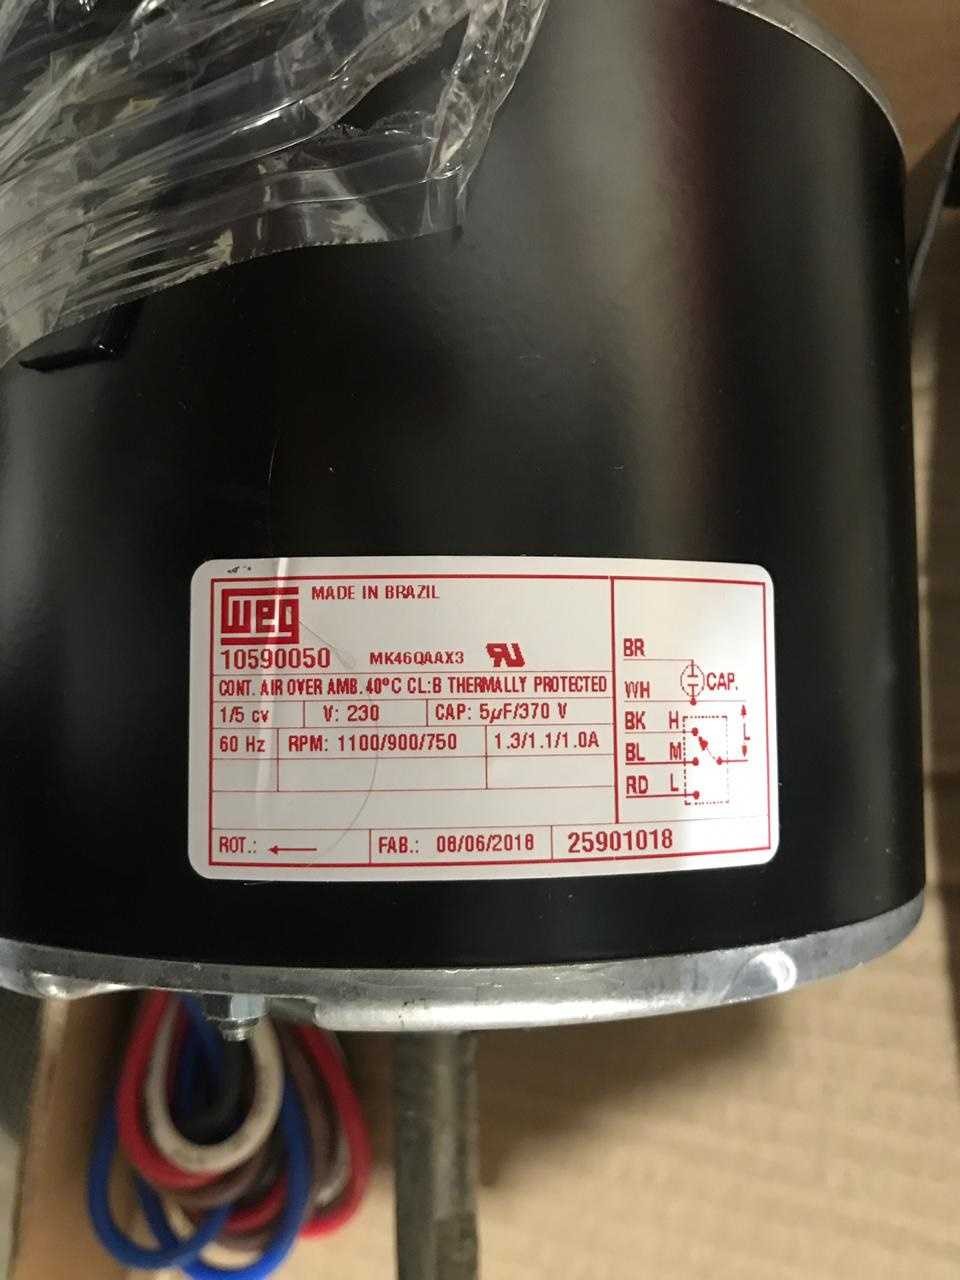 weg MADE IN BRAZIL
10590050 MK46QAAX3 RU
CONT. AIR OVER AMB. 40°C CL:B THERMALLY PROTECTED
1/5 cv V: 230 CAP: 5µF/370 V
60 Hz RPM: 1100/900/750 1.3/1.1/1.0A
ROT.: ← FAB.: 08/06/2018 25901018
BR
WH CAP.
BK H
BL M L
RD L